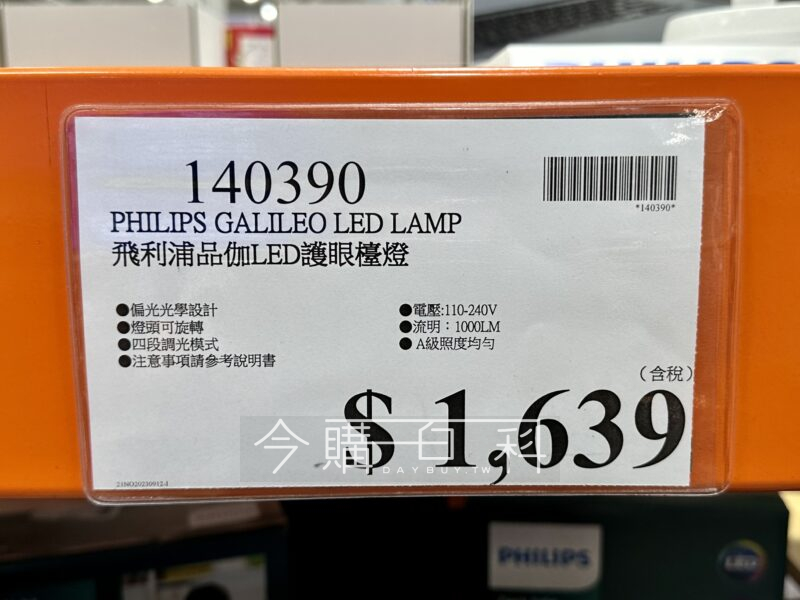 140390
*140390*
PHILIPS GALILEO LED LAMP
飛利浦品伽LED護眼檯燈
●偏光光學設計
●燈頭可旋轉
●四段調光模式
●注意事項請參考說明書
●電壓:110-240V
●流明：1000LM
●A級照度均勻
（含稅）
$ 1,639
今購百科
DAYBUY.TW
PHILIPS
LED